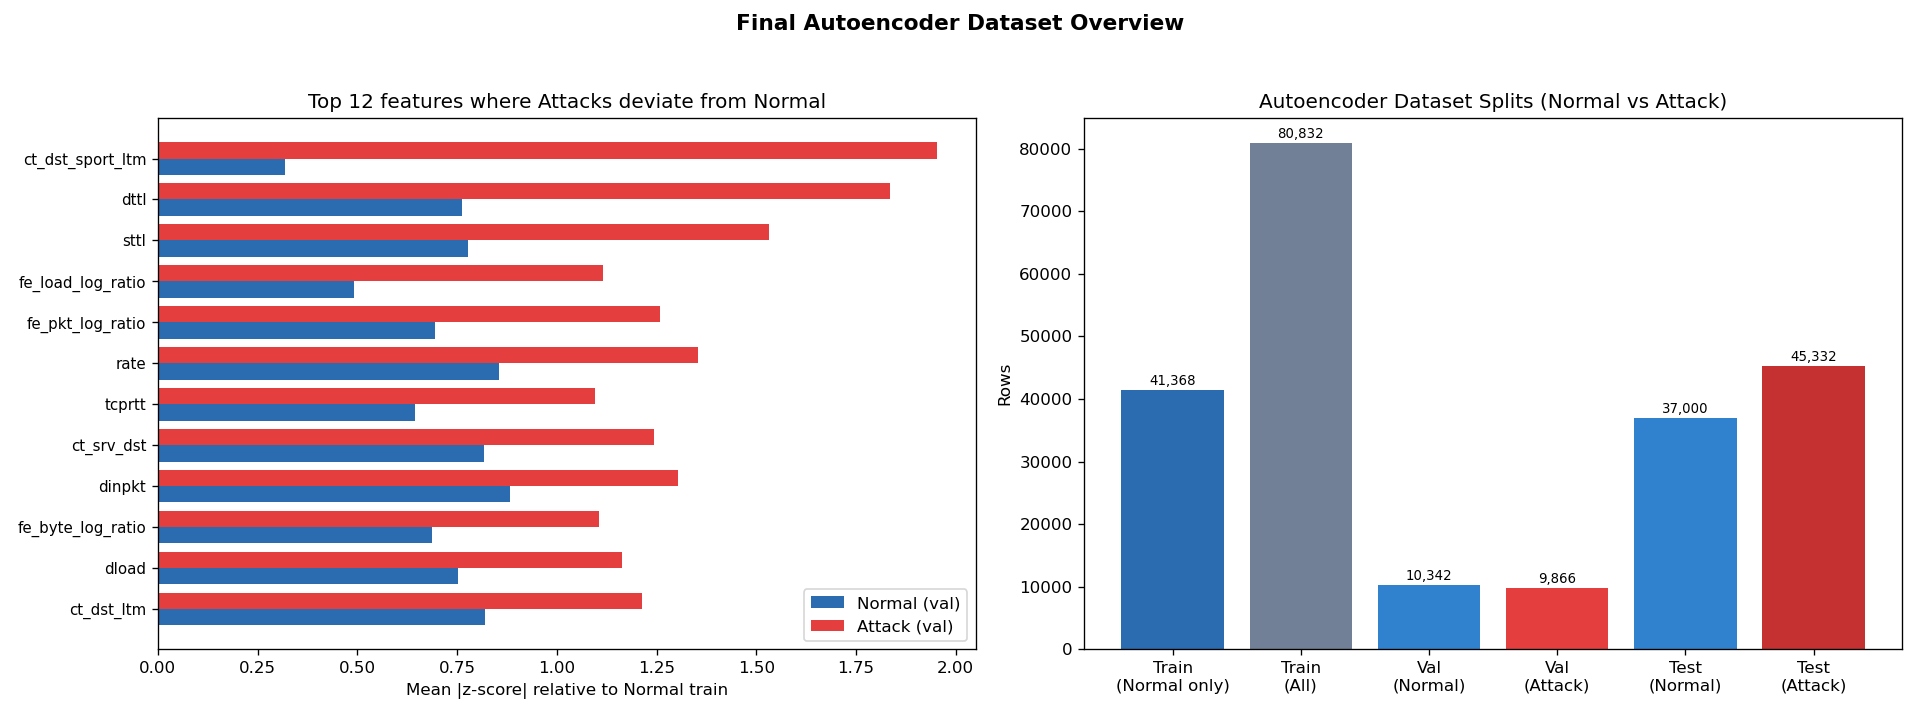 Final Autoencoder Dataset Overview
Top 12 features where Attacks deviate from Normal
ct_dst_sport_ltm
dttl
sttl
fe_load_log_ratio
fe_pkt_log_ratio
rate
tcprtt
ct_srv_dst
dinpkt
fe_byte_log_ratio
dload
ct_dst_ltm
Normal (val)
Attack (val)
0.00 0.25 0.50 0.75 1.00 1.25 1.50 1.75 2.00
Mean |z-score| relative to Normal train
Autoencoder Dataset Splits (Normal vs Attack)
Rows
80000
70000
60000
50000
40000
30000
20000
10000
0
41,368
80,832
10,342
9,866
37,000
45,332
Train
(Normal only)
Train
(All)
Val
(Normal)
Val
(Attack)
Test
(Normal)
Test
(Attack)